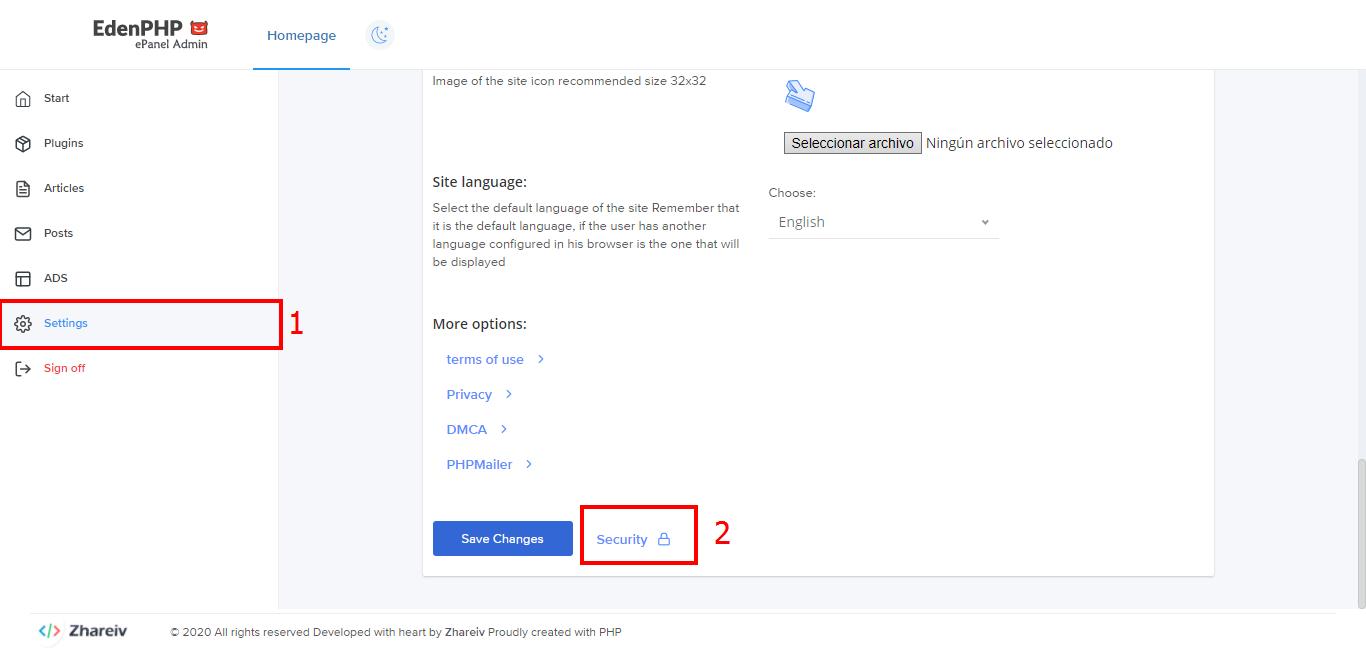 EdenPHP
ePanel Admin
Homepage
Start
Plugins
Articles
Posts
ADS
Settings
1
Sign off
Image of the site icon recommended size 32x32
Seleccionar archivo Ningún archivo seleccionado
Site language:
Select the default language of the site Remember that
it is the default language, if the user has another
language configured in his browser is the one that will
be displayed
Choose:
English
More options:
terms of use
Privacy
DMCA
PHPMailer
Save Changes
Security
2
</> Zhareiv
© 2020 All rights reserved Developed with heart by Zhareiv Proudly created with PHP